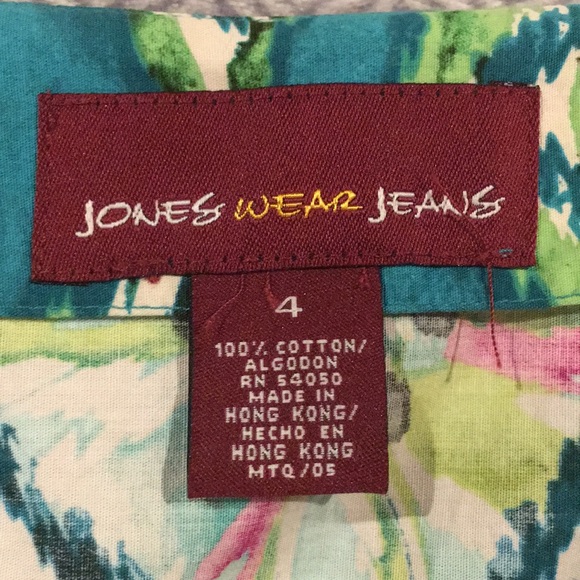 JONES WEAR JEANS
4
100% COTTON/
ALGODON
RN 54050
MADE IN
HONG KONG/
HECHO EN
HONG KONG
MTQ/05